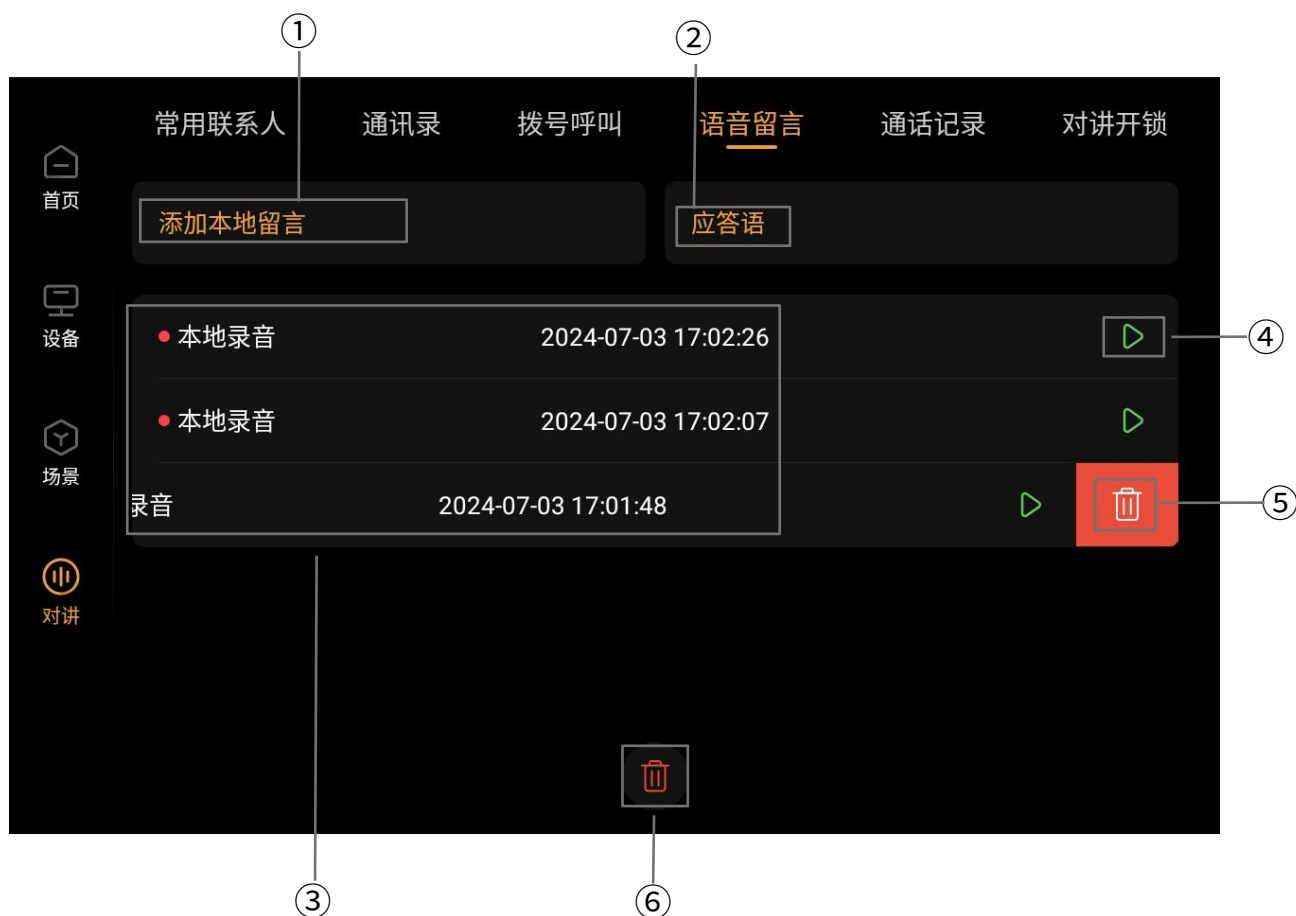 ① ②
常用联系人 通讯录 拨号呼叫 语音留言 通话记录 对讲开锁
首页
添加本地留言 应答语
设备
本地录音 2024-07-03 17:02:26 ④
本地录音 2024-07-03 17:02:07
场景
录音 2024-07-03 17:01:48 ⑤
对讲
③ ⑥